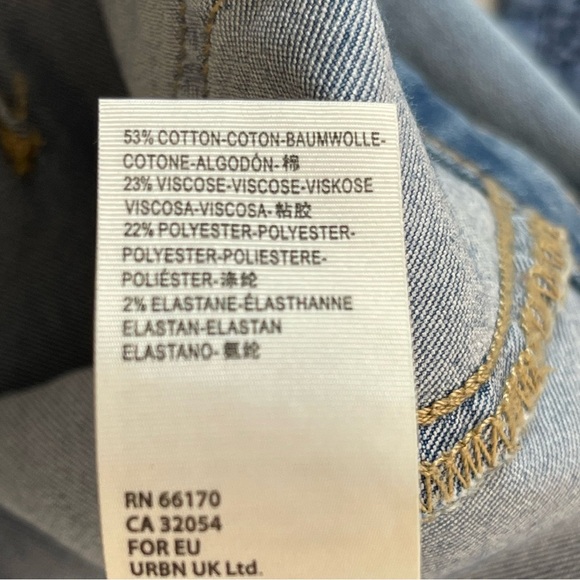 53% COTTON-COTON-BAUMWOLLE-
COTONE-ALGODÓN-棉
23% VISCOSE-VISCOSE-VISKOSE
VISCOSA-VISCOSA-粘胶
22% POLYESTER-POLYESTER-
POLYESTER-POLIESTERE-
POLIÉSTER-涤纶
2% ELASTANE-ÉLASTHANNE
ELASTAN-ELASTAN
ELASTANO-氨纶
RN 66170
CA 32054
FOR EU
URBN UK Ltd.